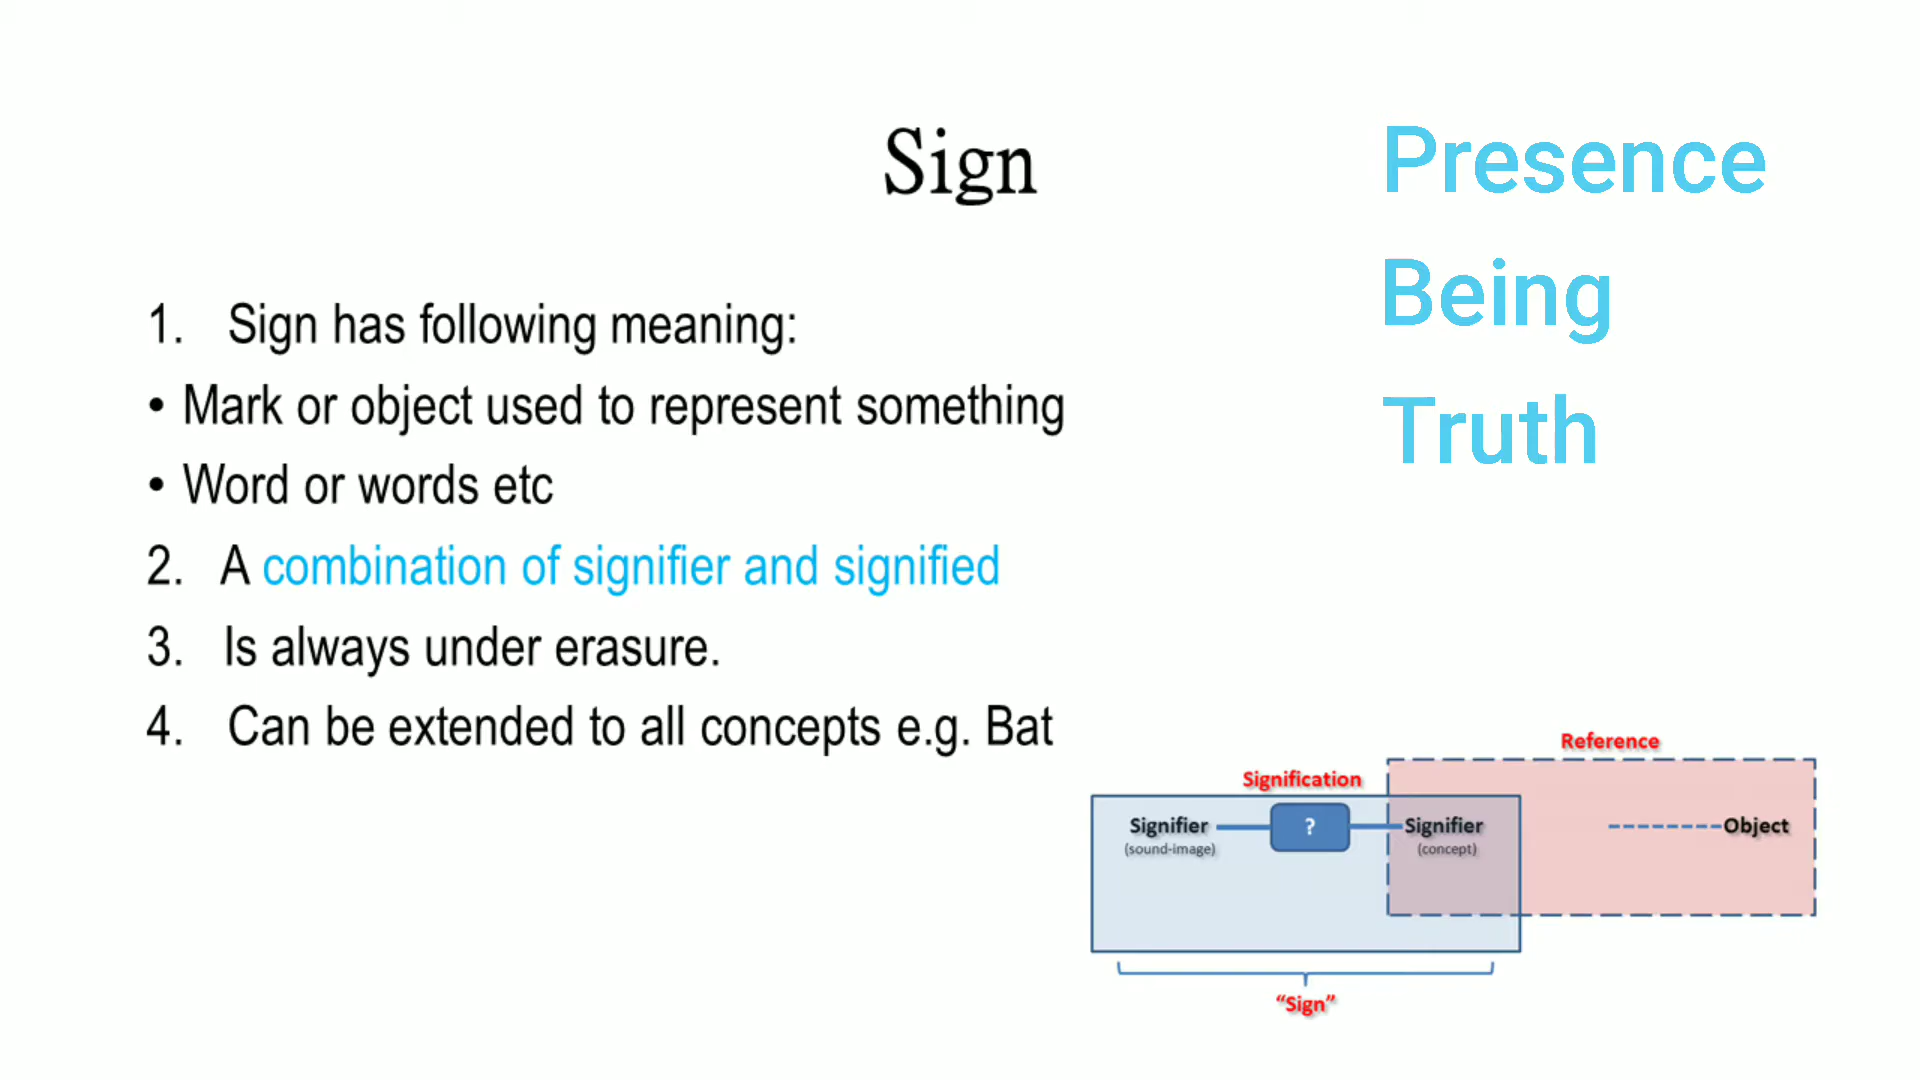 Sign
Presence
Being
Truth
1. Sign has following meaning:
• Mark or object used to represent something
• Word or words etc
2. A combination of signifier and signified
3. Is always under erasure.
4. Can be extended to all concepts e.g. Bat
Reference
Signification
Signifier ? Signifier Object
(sound-image) (concept)
“Sign”